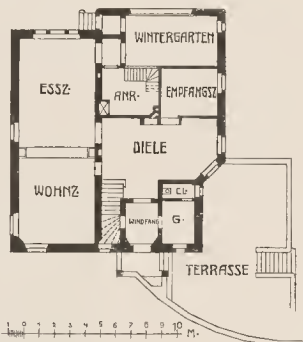 WINTERGARTEN
ESSZ.
ANR.
EMPFANGSZ.
DIELE
WOHNZ.
CL.
WINDFANG
G.
TERRASSE
1 0 1 2 3 4 5 6 7 8 9 10 M.